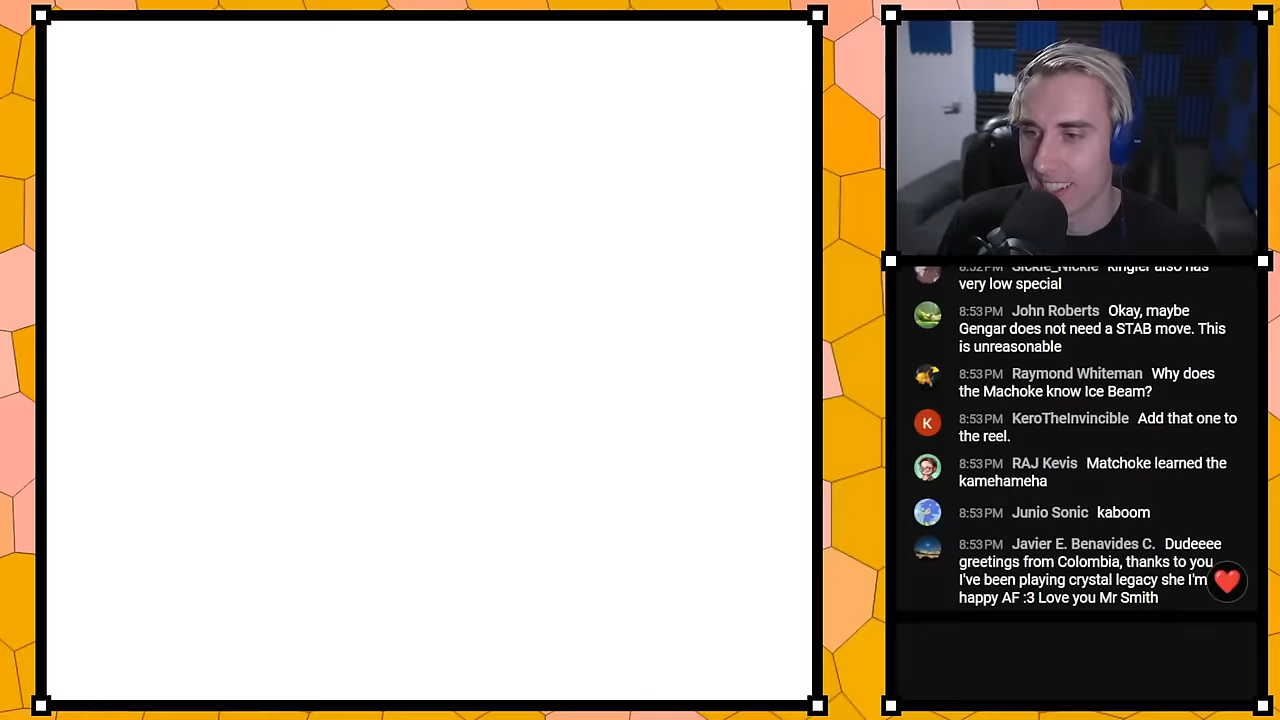 8:52 PM Sickle_Nickle Kingler also has
very low special
8:53 PM John Roberts Okay, maybe
Gengar does not need a STAB move. This
is unreasonable
8:53 PM Raymond Whiteman Why does
the Machoke know Ice Beam?
K 8:53 PM KeroTheInvincible Add that one to
the reel.
8:53 PM RAJ Kevis Matchoke learned the
kamehameha
8:53 PM Junio Sonic kaboom
8:53 PM Javier E. Benavides C. Dudeeee
greetings from Colombia, thanks to you
I've been playing crystal legacy she I'm
happy AF :3 Love you Mr Smith